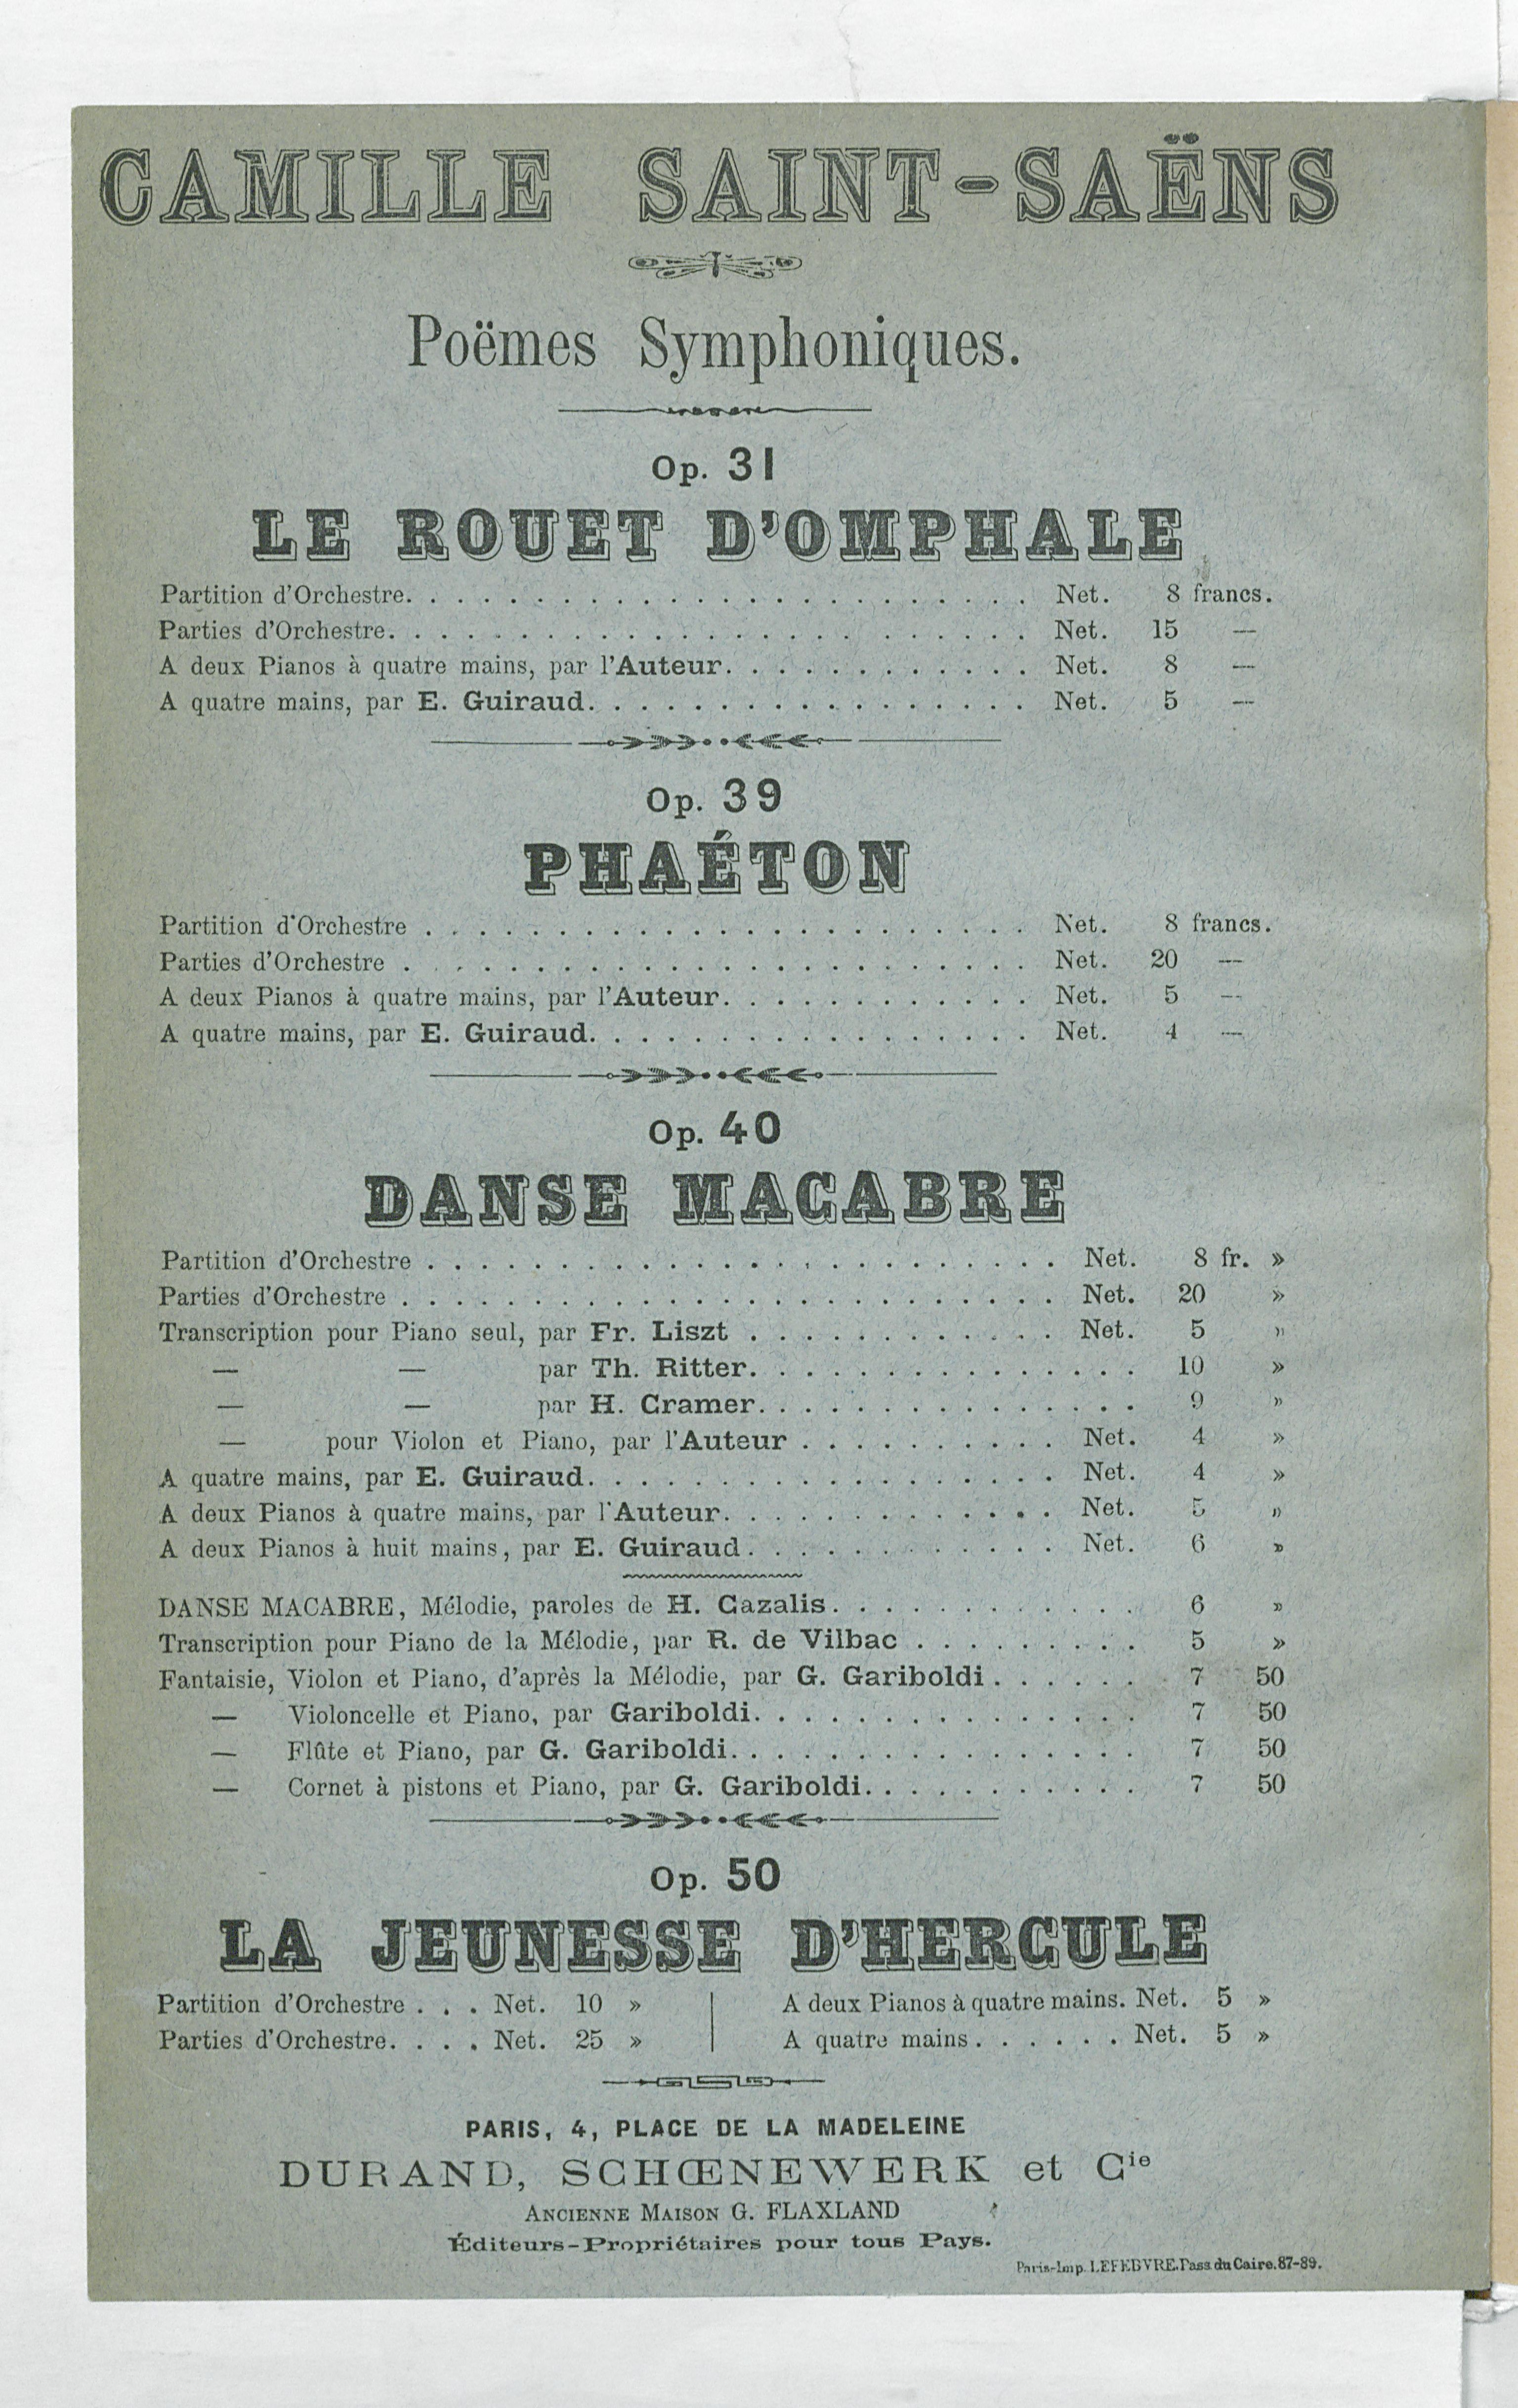 CAMILLE SAINT-SAËNS
Poëmes Symphoniques.
Op. 31
LE ROUET D'OMPHALE
Partition d'Orchestre. . . . . . . . . . . . . . . . . . . . . . . . Net. 8 francs.
Parties d'Orchestre. . . . . . . . . . . . . . . . . . . . . . . . . Net. 15 —
A deux Pianos à quatre mains, par l'Auteur. . . . . . . . . . . . Net. 8 —
A quatre mains, par E. Guiraud. . . . . . . . . . . . . . . . . Net. 5 —
Op. 39
PHAÉTON
Partition d'Orchestre . . . . . . . . . . . . . . . . . . . . . . . Net. 8 francs.
Parties d'Orchestre . . . . . . . . . . . . . . . . . . . . . . . . Net. 20 —
A deux Pianos à quatre mains, par l'Auteur. . . . . . . . . . . . Net. 5 —
A quatre mains, par E. Guiraud. . . . . . . . . . . . . . . . . Net. 4 —
Op. 40
DANSE MACABRE
Partition d'Orchestre . . . . . . . . . . . . . . . . . . . . . . . . Net. 8 fr. »
Parties d'Orchestre . . . . . . . . . . . . . . . . . . . . . . . . . Net. 20 »
Transcription pour Piano seul, par Fr. Liszt . . . . . . . . . . . . Net. 5 »
— — par Th. Ritter. . . . . . . . . . . . . . . 10 »
— — par H. Cramer. . . . . . . . . . . . . . . 9 »
— pour Violon et Piano, par l'Auteur . . . . . . . . . . Net. 4 »
A quatre mains, par E. Guiraud. . . . . . . . . . . . . . . . . . Net. 4 »
A deux Pianos à quatre mains, par l'Auteur. . . . . . . . . . . . . Net. 5 »
A deux Pianos à huit mains, par E. Guiraud. . . . . . . . . . . . Net. 6 »
DANSE MACABRE, Mélodie, paroles de H. Cazalis. . . . . . . . . . . . 6 »
Transcription pour Piano de la Mélodie, par R. de Vilbac . . . . . . . . . 5 »
Fantaisie, Violon et Piano, d'après la Mélodie, par G. Gariboldi . . . . . . 7 50
— Violoncelle et Piano, par Gariboldi. . . . . . . . . . . . . . . 7 50
— Flûte et Piano, par G. Gariboldi. . . . . . . . . . . . . . . . 7 50
— Cornet à pistons et Piano, par G. Gariboldi. . . . . . . . . . . 7 50
Op. 50
LA JEUNESSE D'HERCULE
Partition d'Orchestre . . . Net. 10 »
Parties d'Orchestre. . . . Net. 25 »
A deux Pianos à quatre mains. Net. 5 »
A quatre mains . . . . . . Net. 5 »
PARIS, 4, PLACE DE LA MADELEINE
DURAND, SCHŒNEWERK et Cie
ANCIENNE MAISON G. FLAXLAND
Éditeurs-Propriétaires pour tous Pays.
Paris-Imp. LEFEBVRE. Pass. du Caire. 87-89.